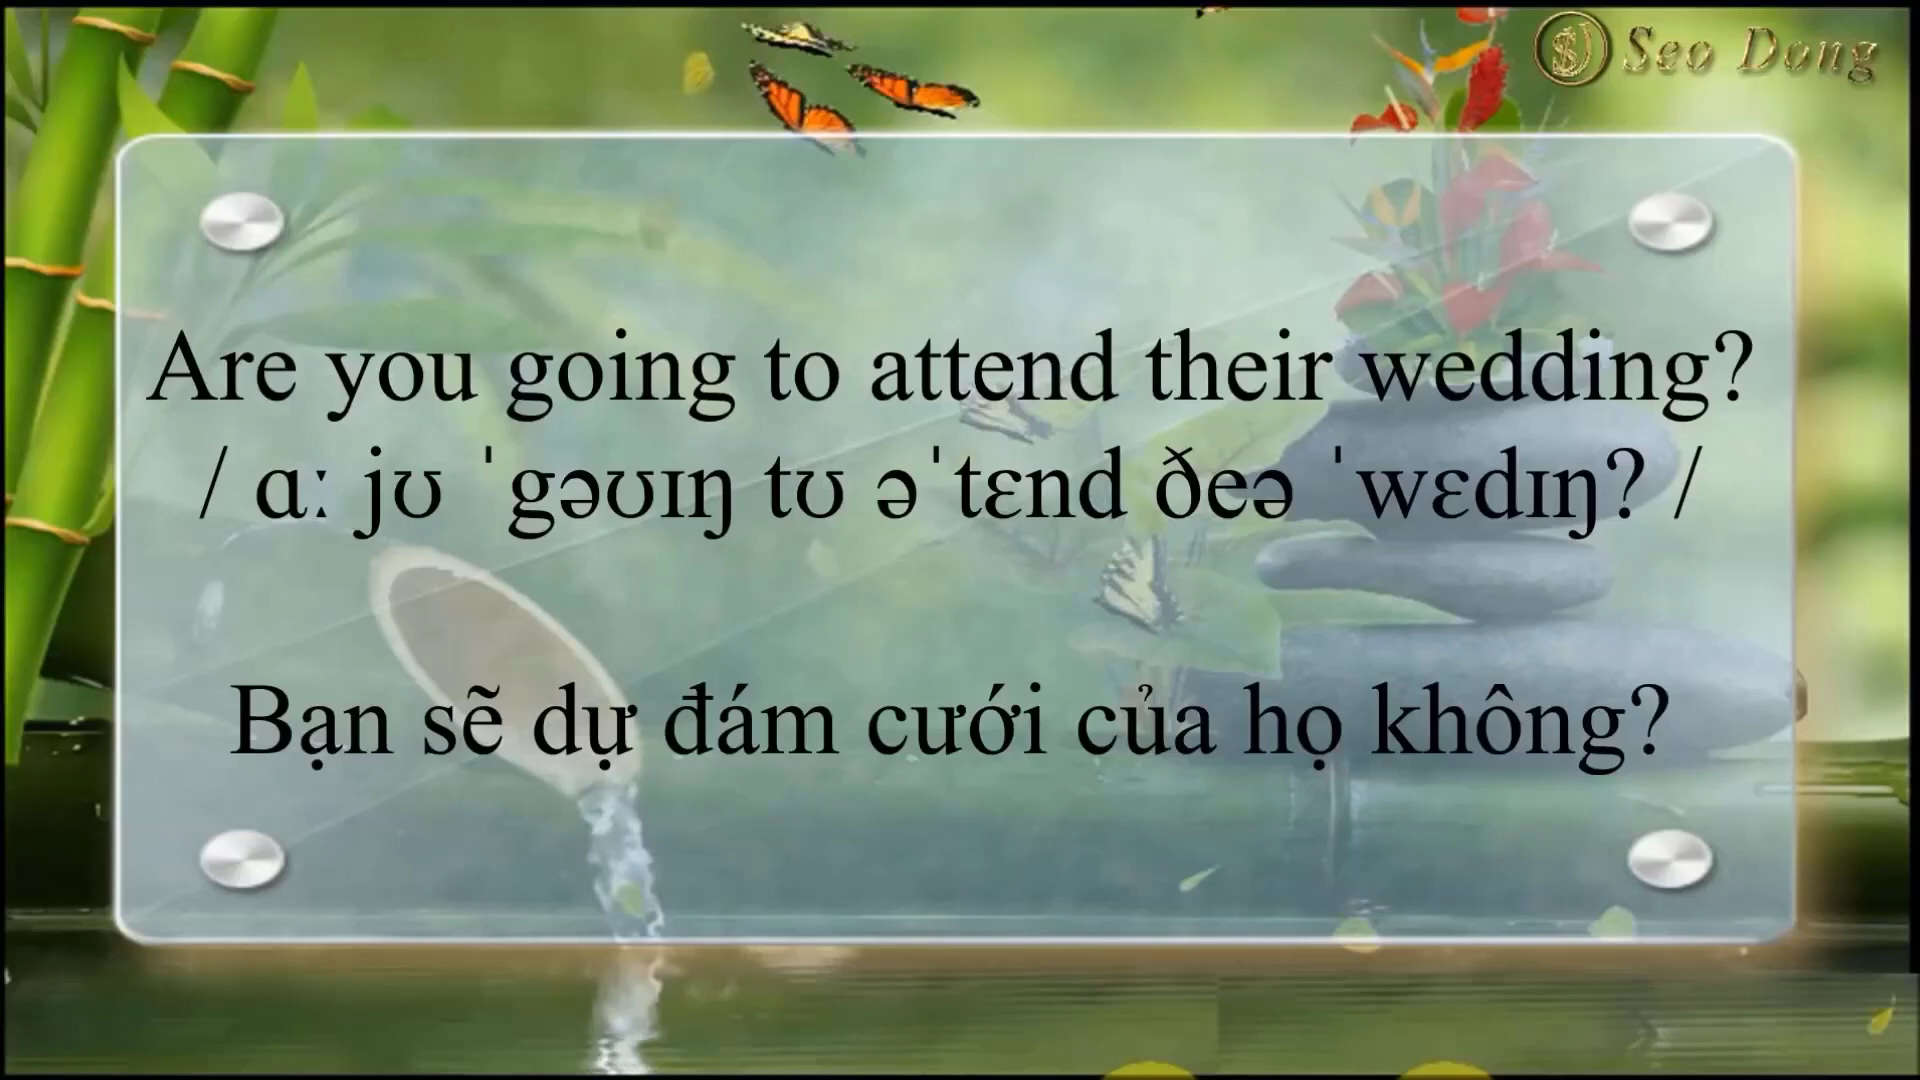 Seo Dong
Are you going to attend their wedding?
/ ɑː jʊ ˈgəʊɪŋ tʊ əˈtɛnd ðeə ˈwɛdɪŋ? /
Bạn sẽ dự đám cưới của họ không?